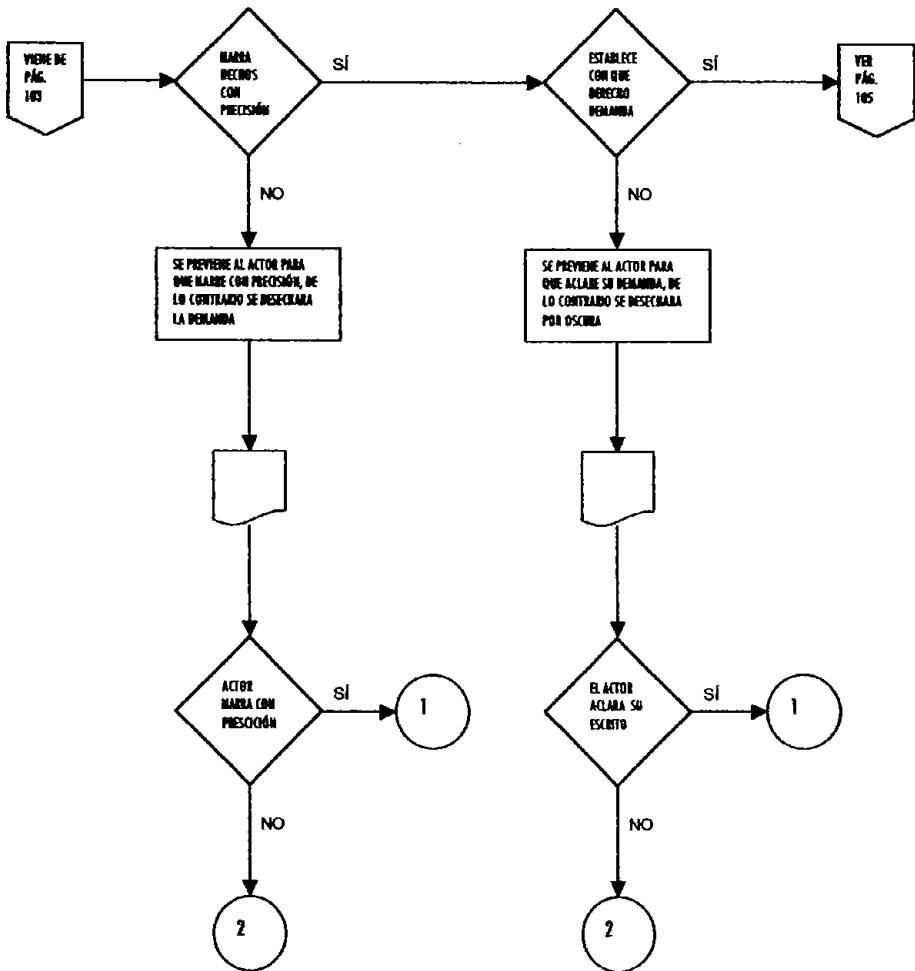 VIENE DE
PÁG.
103
NARRA
HECHOS
CON
PRECISIÓN
SÍ
ESTABLECE
CON QUE
DERECHO
DEMANDA
SÍ
VER
PÁG.
105
NO
NO
SE PREVIENE AL ACTOR PARA
QUE NARRE CON PRECISIÓN, DE
LO CONTRARIO SE DESECHARA
LA DEMANDA
SE PREVIENE AL ACTOR PARA
QUE ACLARE SU DEMANDA, DE
LO CONTRARIO SE DESECHARA
POR OSCURA
ACTOR
NARRA CON
PRESCICIÓN
SÍ
1
EL ACTOR
ACLARA SU
ESCRITO
SÍ
1
NO
NO
2
2